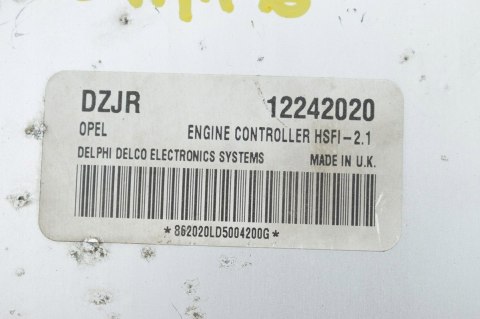 DZJR 12242020
OPEL ENGINE CONTROLLER HSFI-2.1
DELPHI DELCO ELECTRONICS SYSTEMS MADE IN U.K.
*862020LD5004200G*